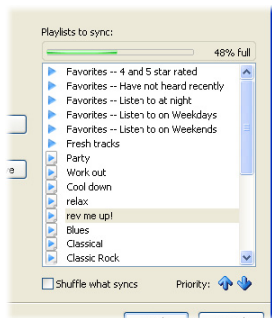 Playlists to sync:
48% full
Favorites -- 4 and 5 star rated
Favorites -- Have not heard recently
Favorites -- Listen to at night
Favorites -- Listen to on Weekdays
Favorites -- Listen to on Weekends
Fresh tracks
Party
Work out
Cool down
relax
rev me up!
Blues
Classical
Classic Rock
Shuffle what syncs Priority: